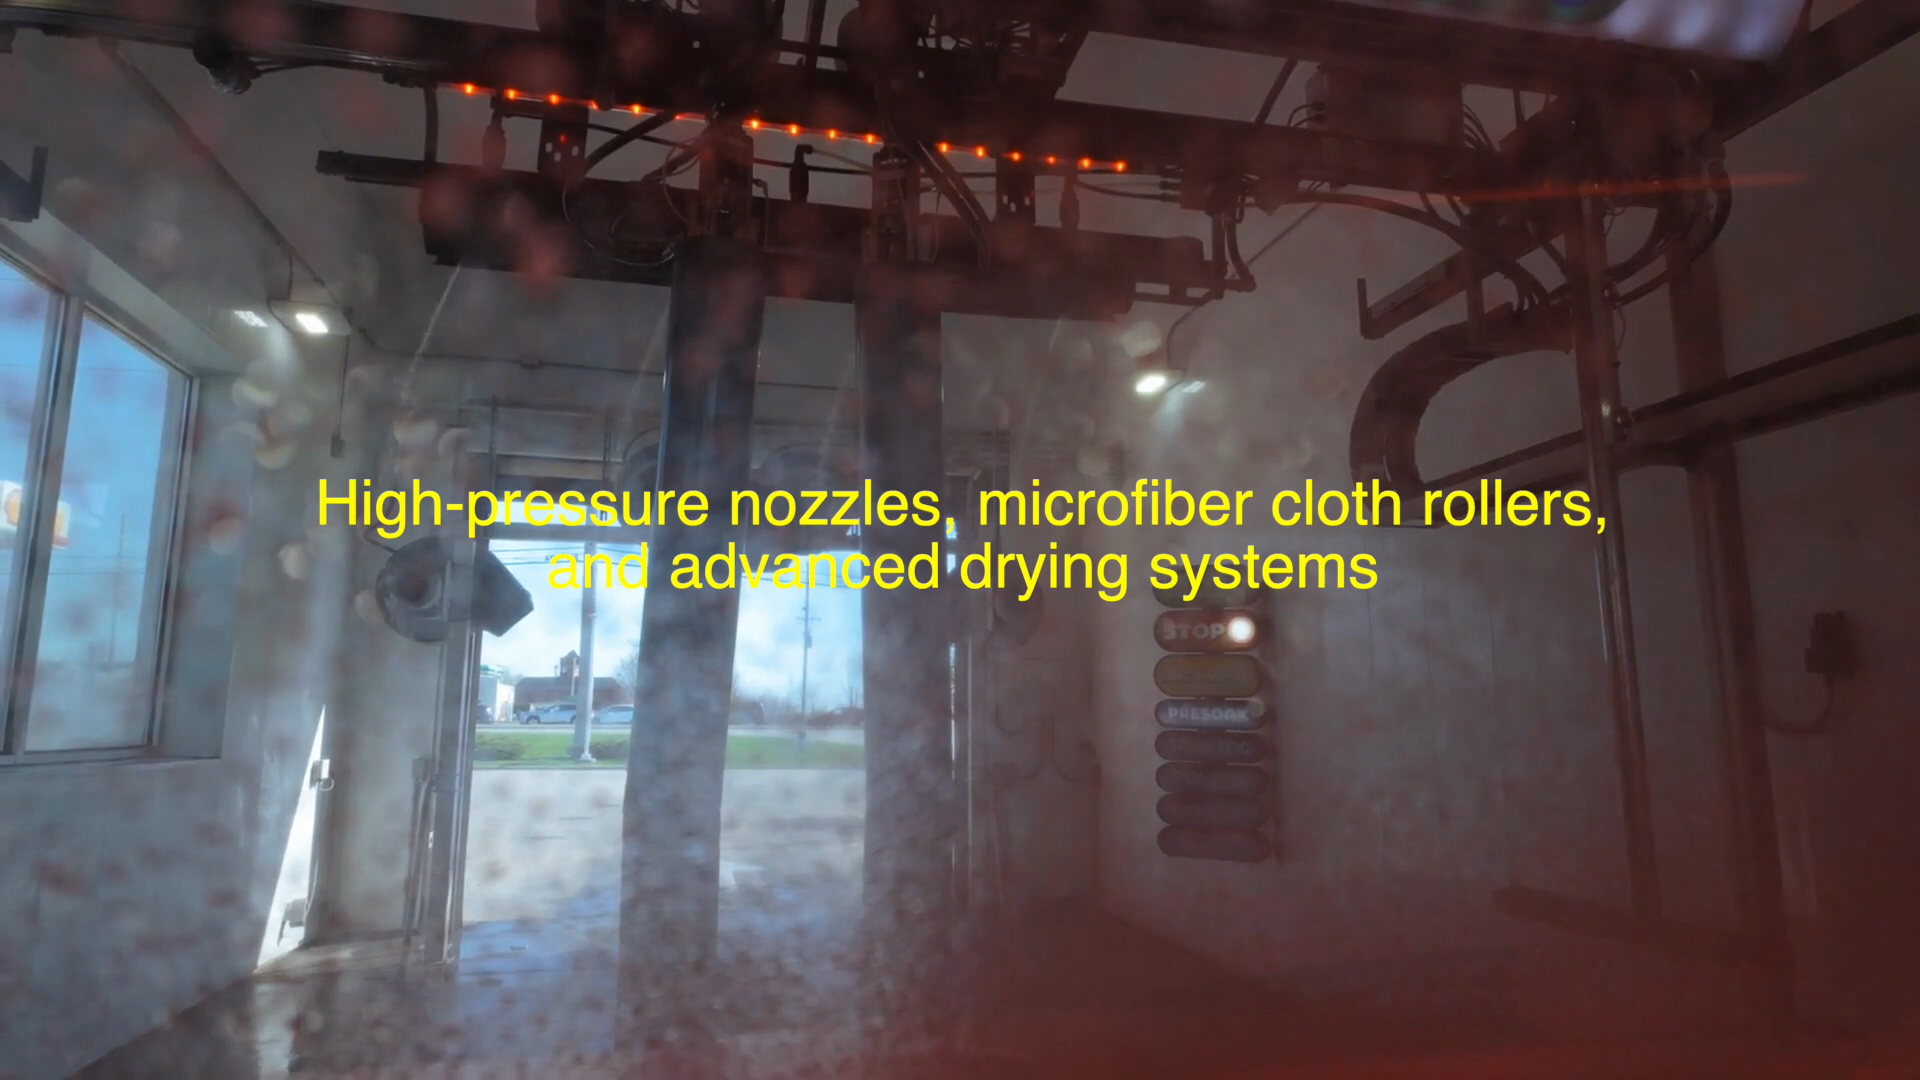 High-pressure nozzles, microfiber cloth rollers,
and advanced drying systems
STOP
PRESOAK